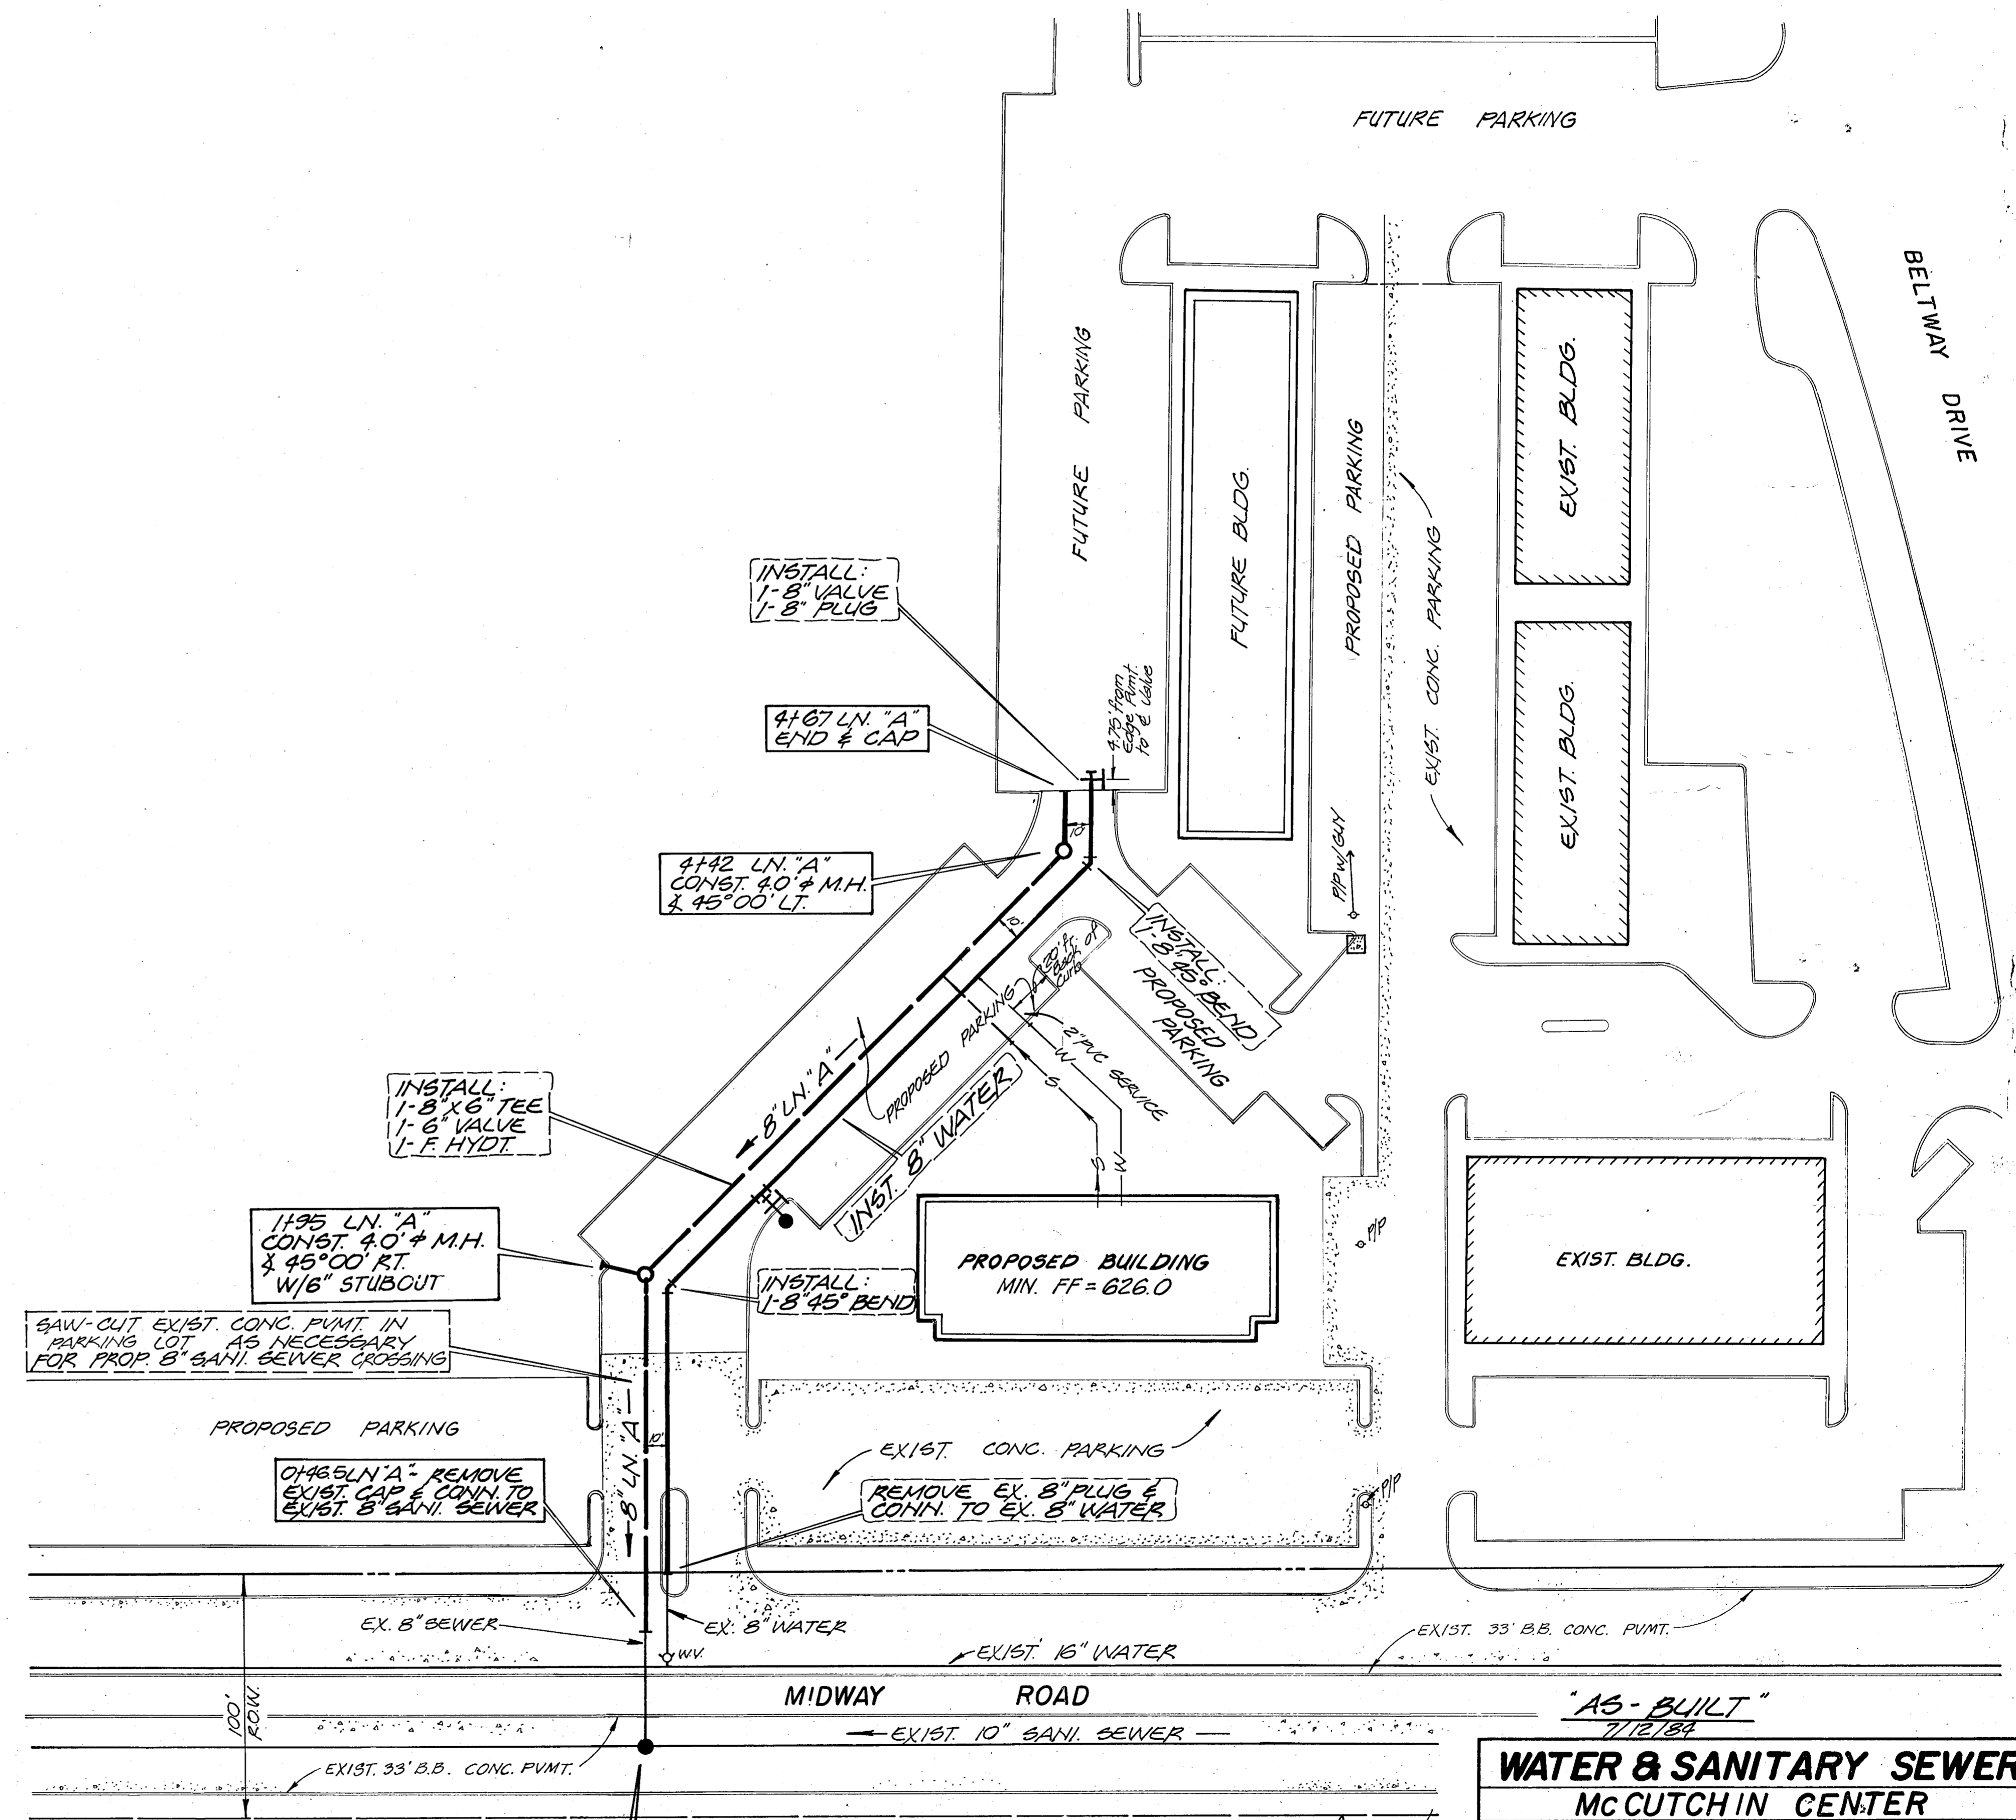 FUTURE PARKING
BELTWAY DRIVE
FUTURE PARKING
FUTURE BLDG.
PROPOSED PARKING
EXIST. CONC. PARKING
EXIST. BLDG.
EXIST. BLDG.
INSTALL:
1-8" VALVE
1-8" PLUG
4+67 LN. "A"
END & CAP
4.75' from
Edge Pvmt.
to ℄ Valve
10'
4+42 LN. "A"
CONST. 4.0' ϕ M.H.
∡ 45°00' LT.
P/P W/GUY
10'
INSTALL:
1-8" 45° BEND
20' fr.
Back of
Curb
PROPOSED
PARKING
PROPOSED PARKING
2" PVC SERVICE
W
S
S
W
8" LN. "A"
INST. 8" WATER
INSTALL:
1-8"X6" TEE
1-6" VALVE
1-F. HYDT.
1+95 LN. "A"
CONST. 4.0' ϕ M.H.
∡ 45°00' RT.
W/6" STUBOUT
INSTALL:
1-8" 45° BEND
PROPOSED BUILDING
MIN. FF = 626.0
P/P
EXIST. BLDG.
SAW-CUT EXIST. CONC. PVMT. IN
PARKING LOT AS NECESSARY
FOR PROP. 8" SANI. SEWER CROSSING
PROPOSED PARKING
8" LN. "A"
10'
EXIST. CONC. PARKING
0+46.5 LN "A" - REMOVE
EXIST. CAP & CONN. TO
EXIST. 8" SANI. SEWER
REMOVE EX. 8" PLUG &
CONN. TO EX. 8" WATER
P/P
EX. 8" SEWER
EX. 8" WATER
W.V.
EXIST. 16" WATER
EXIST. 33' B.B. CONC. PVMT.
100'
R.O.W.
MIDWAY ROAD
EXIST. 10" SANI. SEWER
EXIST. 33' B.B. CONC. PVMT.
"AS-BUILT"
7/12/84
WATER & SANITARY SEWER
McCUTCHIN CENTER